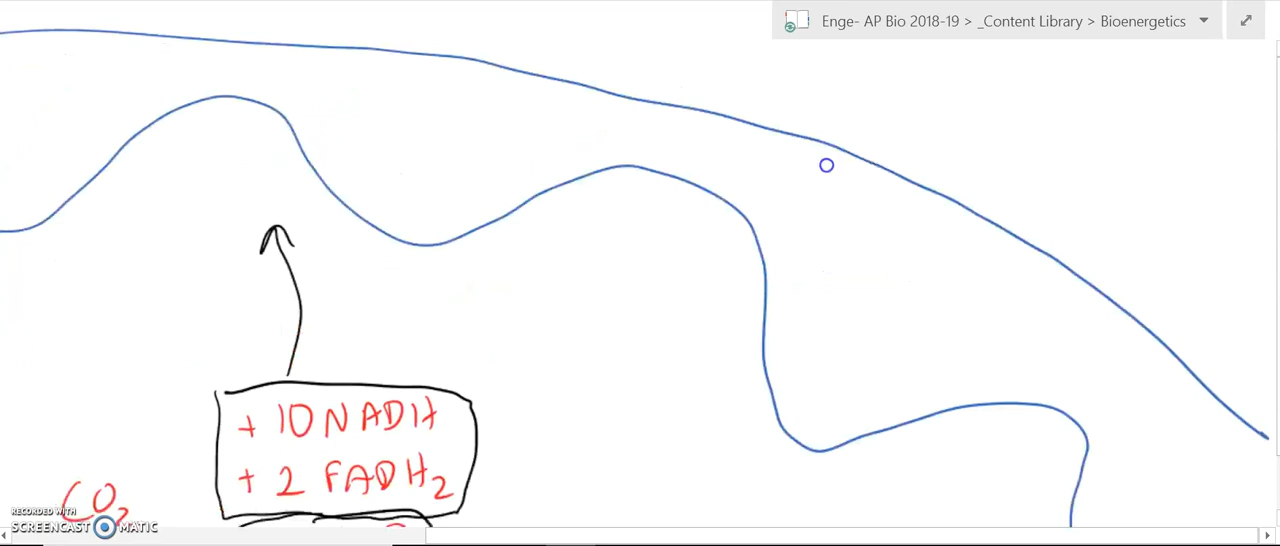 Enge- AP Bio 2018-19 > _Content Library > Bioenergetics
+ 10 NADH
+ 2 FADH2
CO2
RECORDED WITH
SCREENCAST MATIC